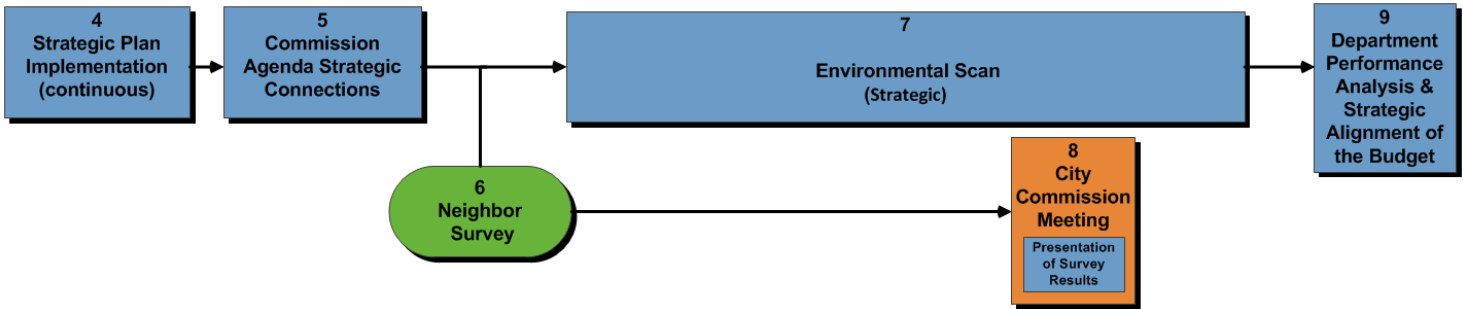 4
Strategic Plan
Implementation
(continuous)
5
Commission
Agenda Strategic
Connections
6
Neighbor
Survey
7
Environmental Scan
(Strategic)
8
City
Commission
Meeting
Presentation
of Survey
Results
9
Department
Performance
Analysis &
Strategic
Alignment of
the Budget